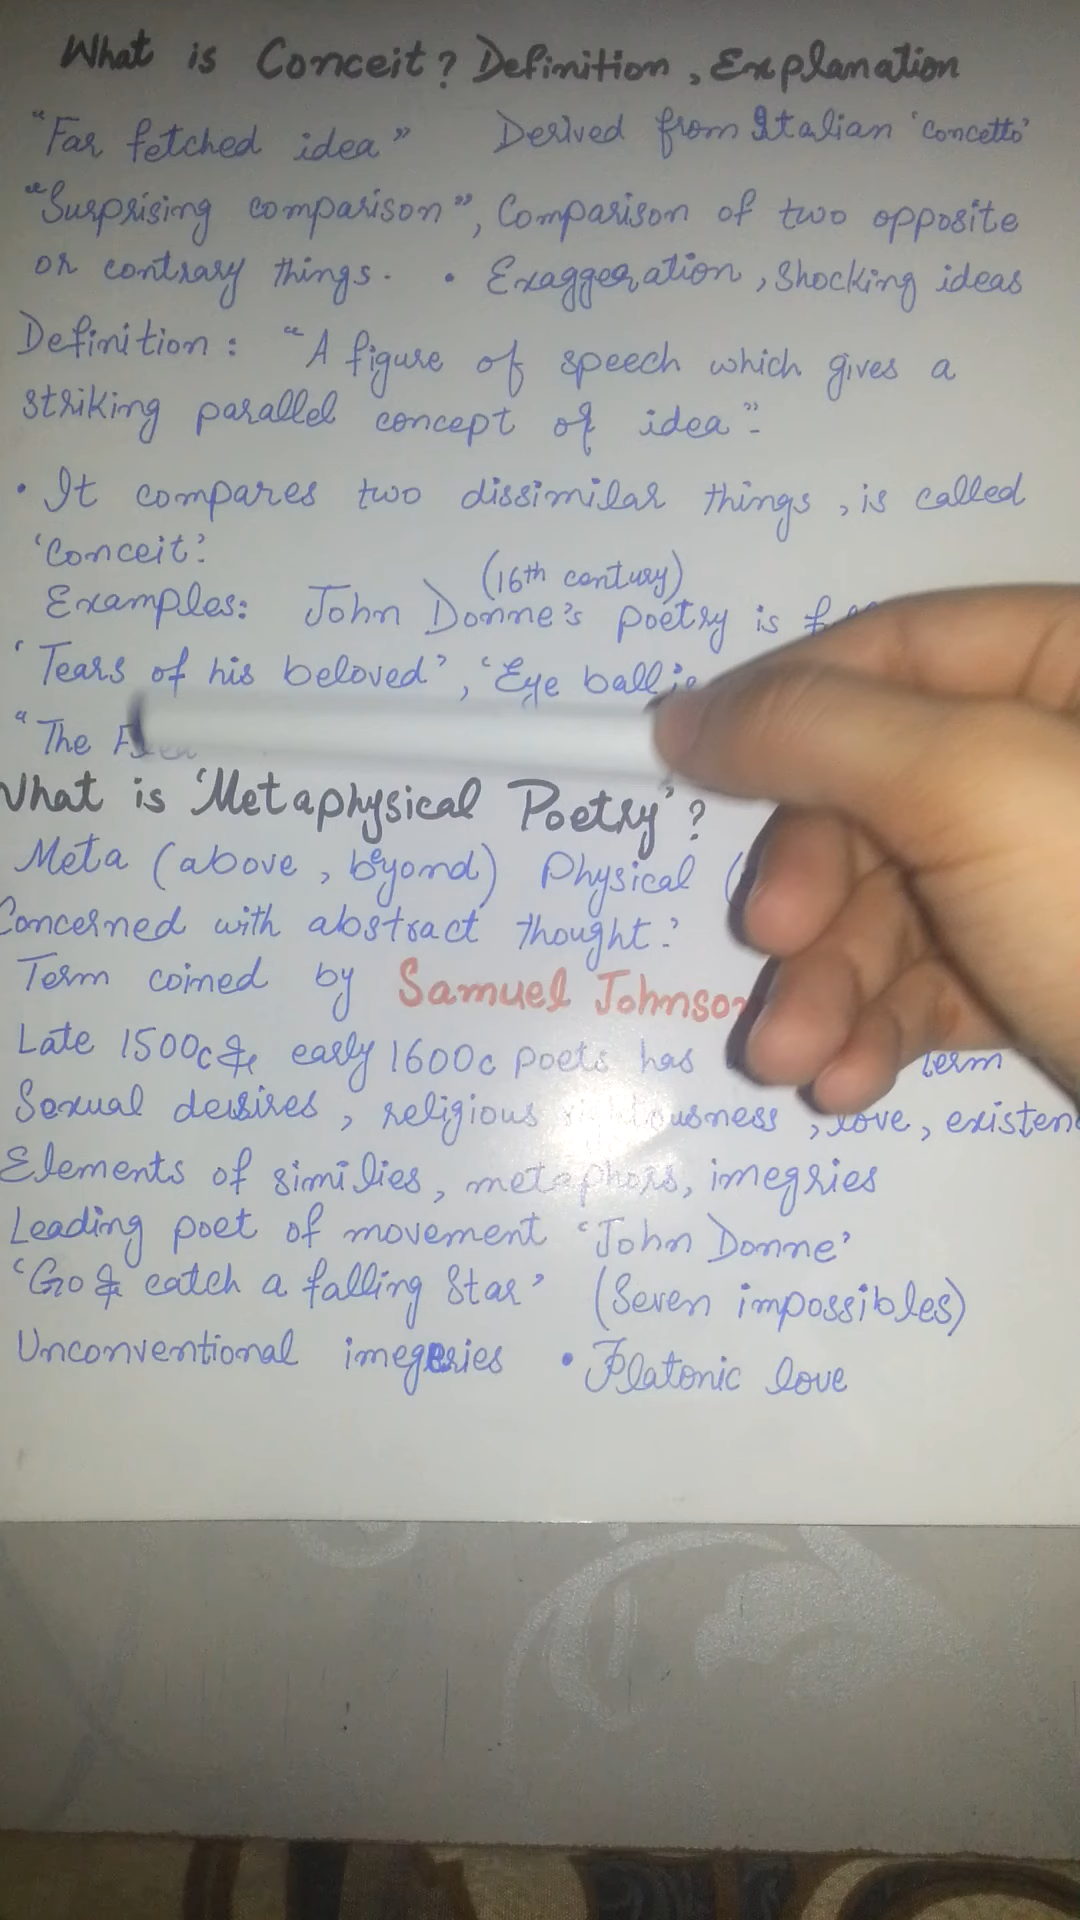 What is Conceit? Definition, Explanation
"Far fetched idea" Derived from Italian 'concetto'
"Surprising comparison", Comparison of two opposite
or contrary things. • Exaggeration, Shocking ideas
Definition: "A figure of speech which gives a
striking parallel concept of idea".
• It compares two dissimilar things, is called
'Conceit'.
(16th century)
Examples: John Donne's poetry is
'Tears of his beloved', 'Eye ball
"The
What is 'Metaphysical Poetry'?
Meta (above, beyond) Physical (
Concerned with abstract thought.'
Term coined by Samuel Johnson
Late 1500c & early 1600c poets has term
Sexual desires, religious , love, existen
Elements of similies, metaphors, imegries
Leading poet of movement 'John Donne'
'Go & catch a falling Star' (Seven impossibles)
Unconventional imegeries • Platonic love